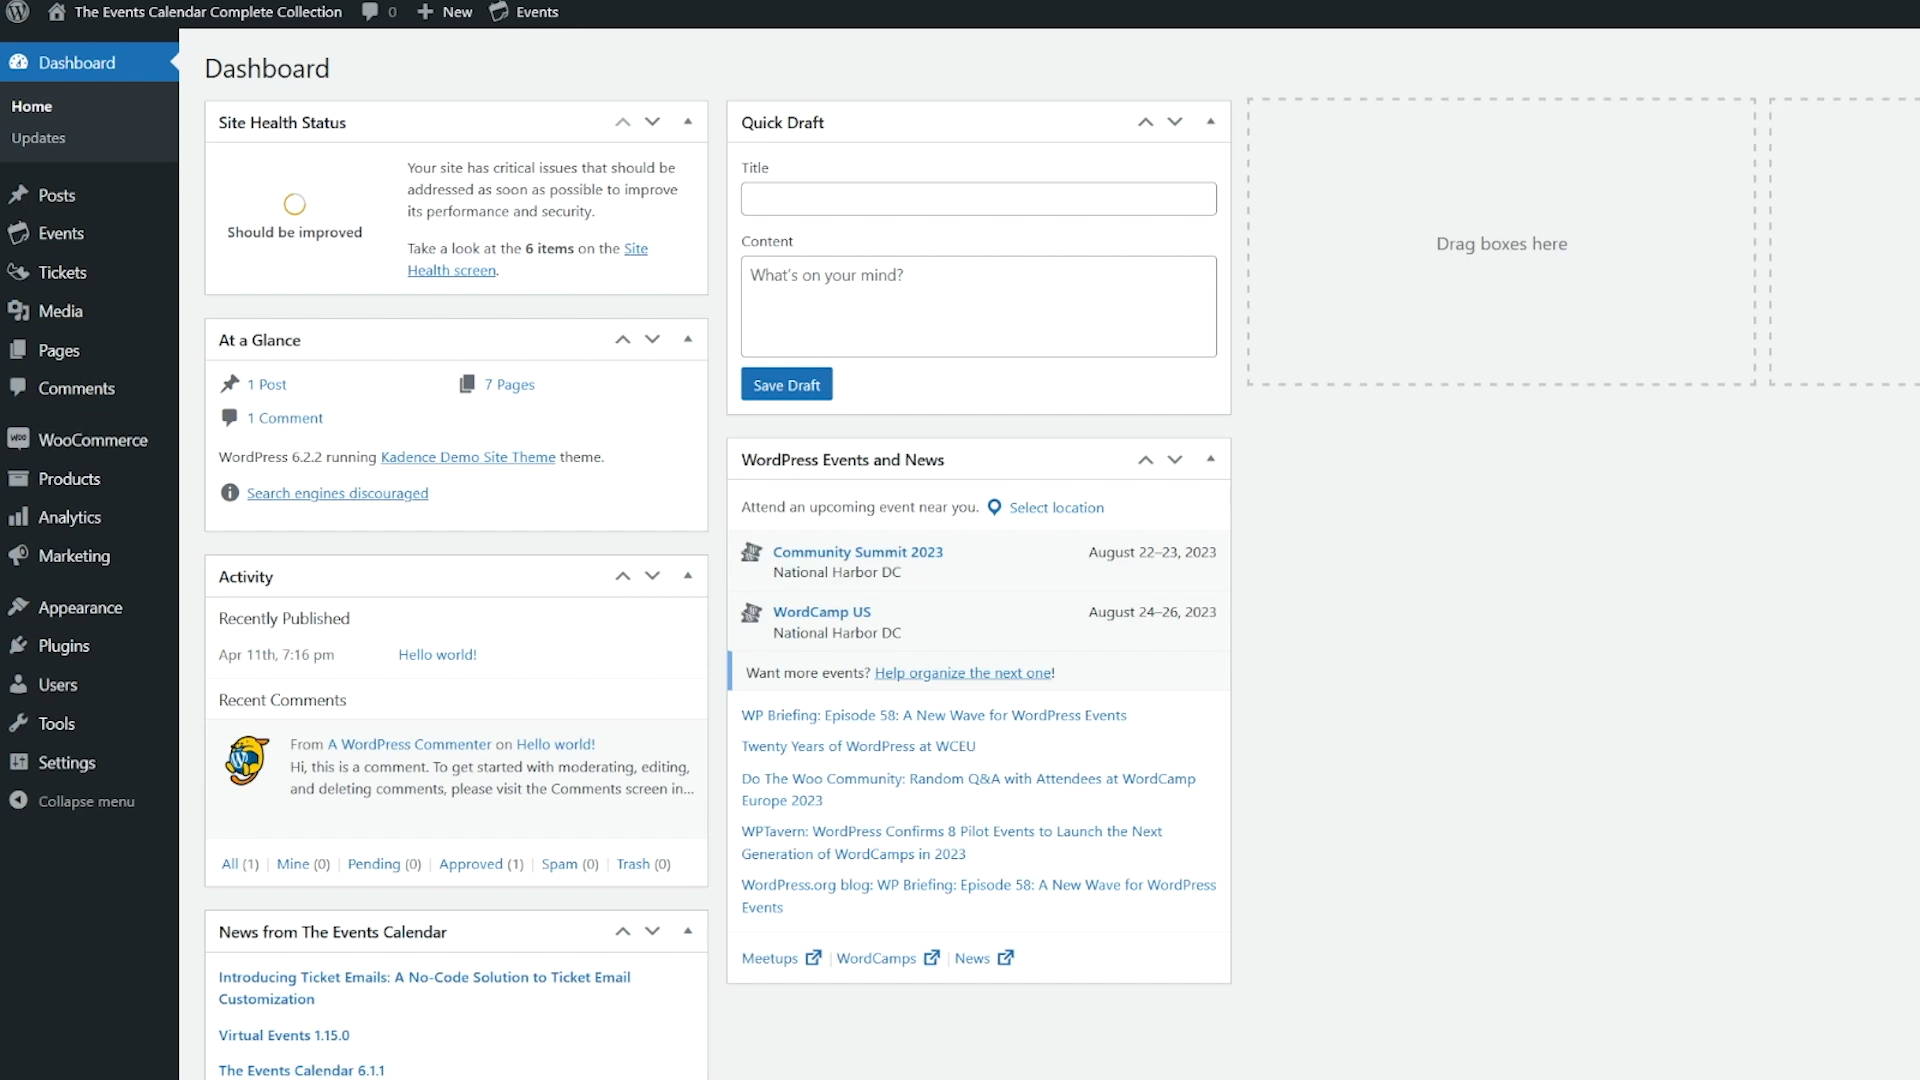 The Events Calendar Complete Collection 0 New Events
Dashboard
Home
Updates
Posts
Events
Tickets
Media
Pages
Comments
WOO WooCommerce
Products
Analytics
Marketing
Appearance
Plugins
Users
Tools
Settings
Collapse menu
Dashboard
Site Health Status
Should be improved
Your site has critical issues that should be
addressed as soon as possible to improve
its performance and security.
Take a look at the 6 items on the Site
Health screen.
At a Glance
1 Post 7 Pages
1 Comment
WordPress 6.2.2 running Kadence Demo Site Theme theme.
Search engines discouraged
Activity
Recently Published
Apr 11th, 7:16 pm Hello world!
Recent Comments
From A WordPress Commenter on Hello world!
Hi, this is a comment. To get started with moderating, editing,
and deleting comments, please visit the Comments screen in...
All (1) | Mine (0) | Pending (0) | Approved (1) | Spam (0) | Trash (0)
News from The Events Calendar
Introducing Ticket Emails: A No-Code Solution to Ticket Email
Customization
Virtual Events 1.15.0
The Events Calendar 6.1.1
Quick Draft
Title
Content
What's on your mind?
Save Draft
WordPress Events and News
Attend an upcoming event near you. Select location
Community Summit 2023 August 22–23, 2023
National Harbor DC
WordCamp US August 24–26, 2023
National Harbor DC
Want more events? Help organize the next one!
WP Briefing: Episode 58: A New Wave for WordPress Events
Twenty Years of WordPress at WCEU
Do The Woo Community: Random Q&A with Attendees at WordCamp
Europe 2023
WPTavern: WordPress Confirms 8 Pilot Events to Launch the Next
Generation of WordCamps in 2023
WordPress.org blog: WP Briefing: Episode 58: A New Wave for WordPress
Events
Meetups | WordCamps | News
Drag boxes here